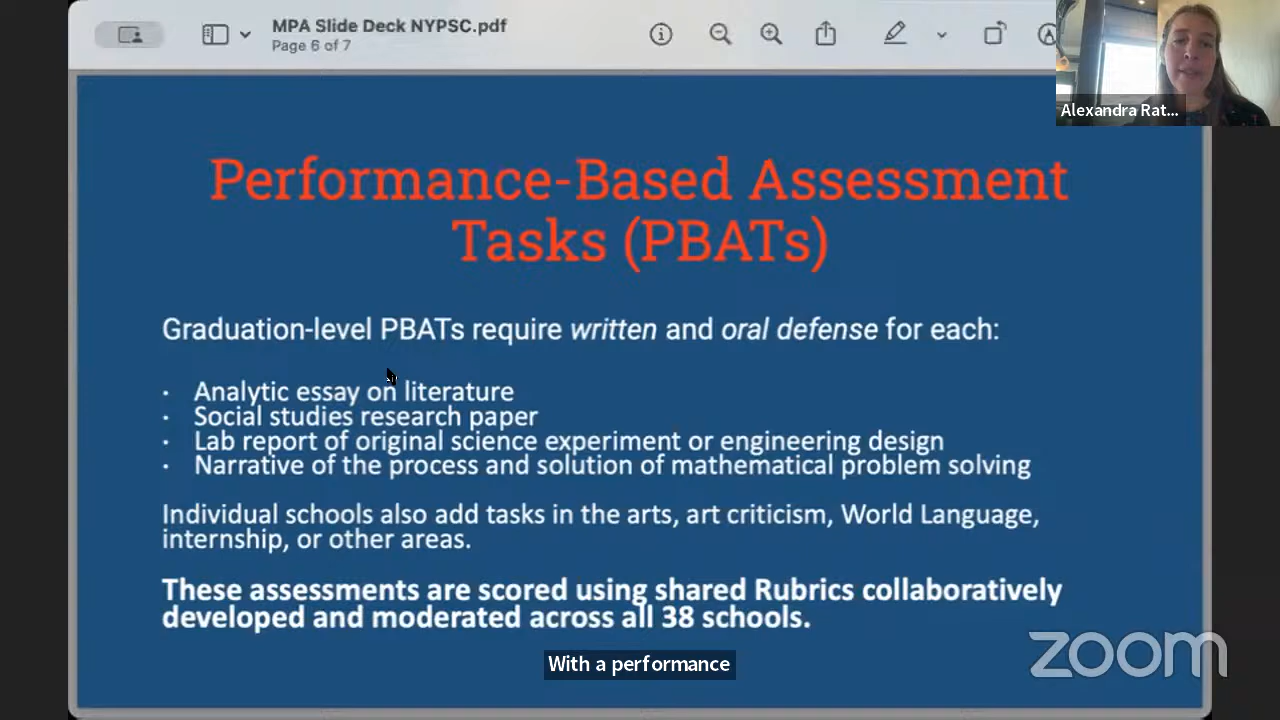 MPA Slide Deck NYPSC.pdf
Page 6 of 7
Alexandra Rat...
Performance-Based Assessment
Tasks (PBATs)
Graduation-level PBATs require written and oral defense for each:
· Analytic essay on literature
· Social studies research paper
· Lab report of original science experiment or engineering design
· Narrative of the process and solution of mathematical problem solving
Individual schools also add tasks in the arts, art criticism, World Language,
internship, or other areas.
These assessments are scored using shared Rubrics collaboratively
developed and moderated across all 38 schools.
With a performance
zoom